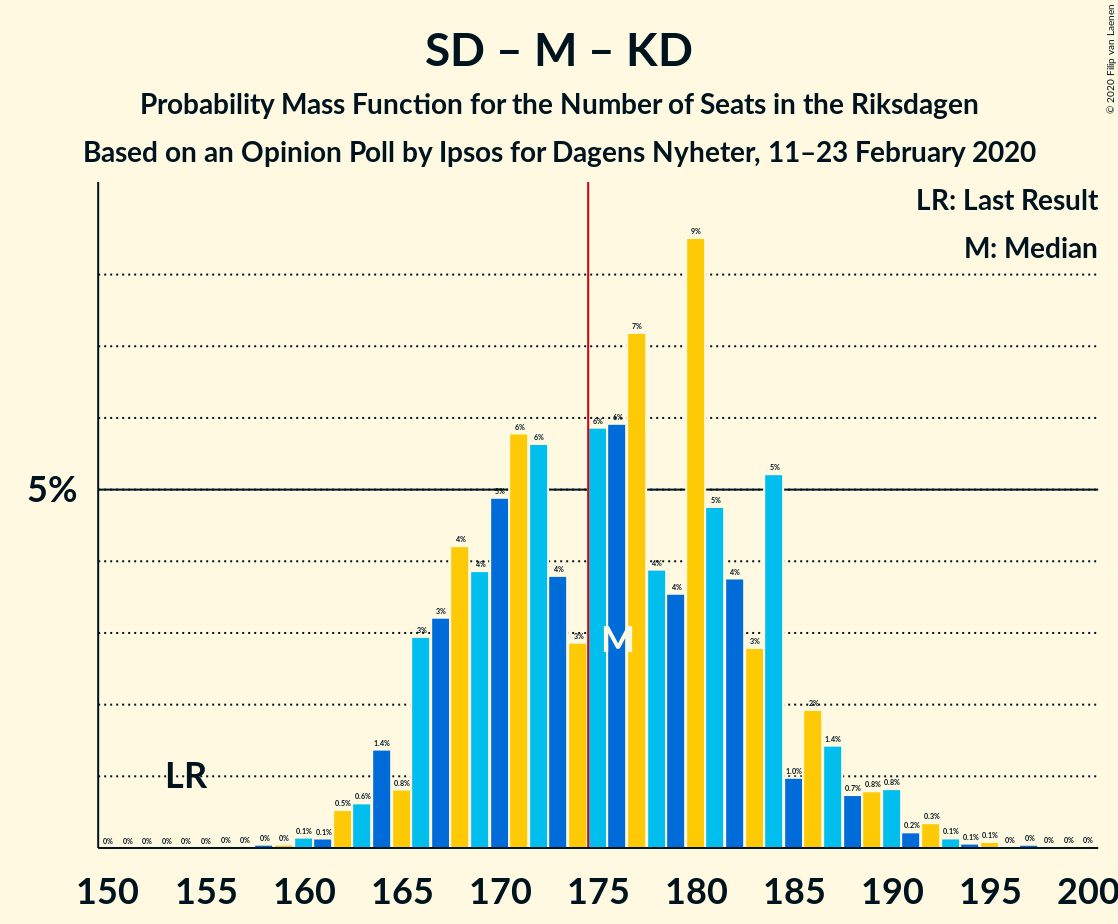 SD – M – KD
Probability Mass Function for the Number of Seats in the Riksdagen
Based on an Opinion Poll by Ipsos for Dagens Nyheter, 11–23 February 2020
© 2020 Filip van Laenen
LR: Last Result
M: Median
5%
LR
M
0% 0% 0% 0% 0% 0% 0% 0% 0% 0% 0.1% 0.1% 0.5% 0.6% 1.4% 0.8% 3% 3% 4% 4% 5% 6% 6% 4% 3% 6% 6% 7% 4% 4% 9% 5% 4% 3% 5% 1.0% 2% 1.4% 0.7% 0.8% 0.8% 0.2% 0.3% 0.1% 0.1% 0.1% 0% 0% 0% 0% 0%
150 155 160 165 170 175 180 185 190 195 200